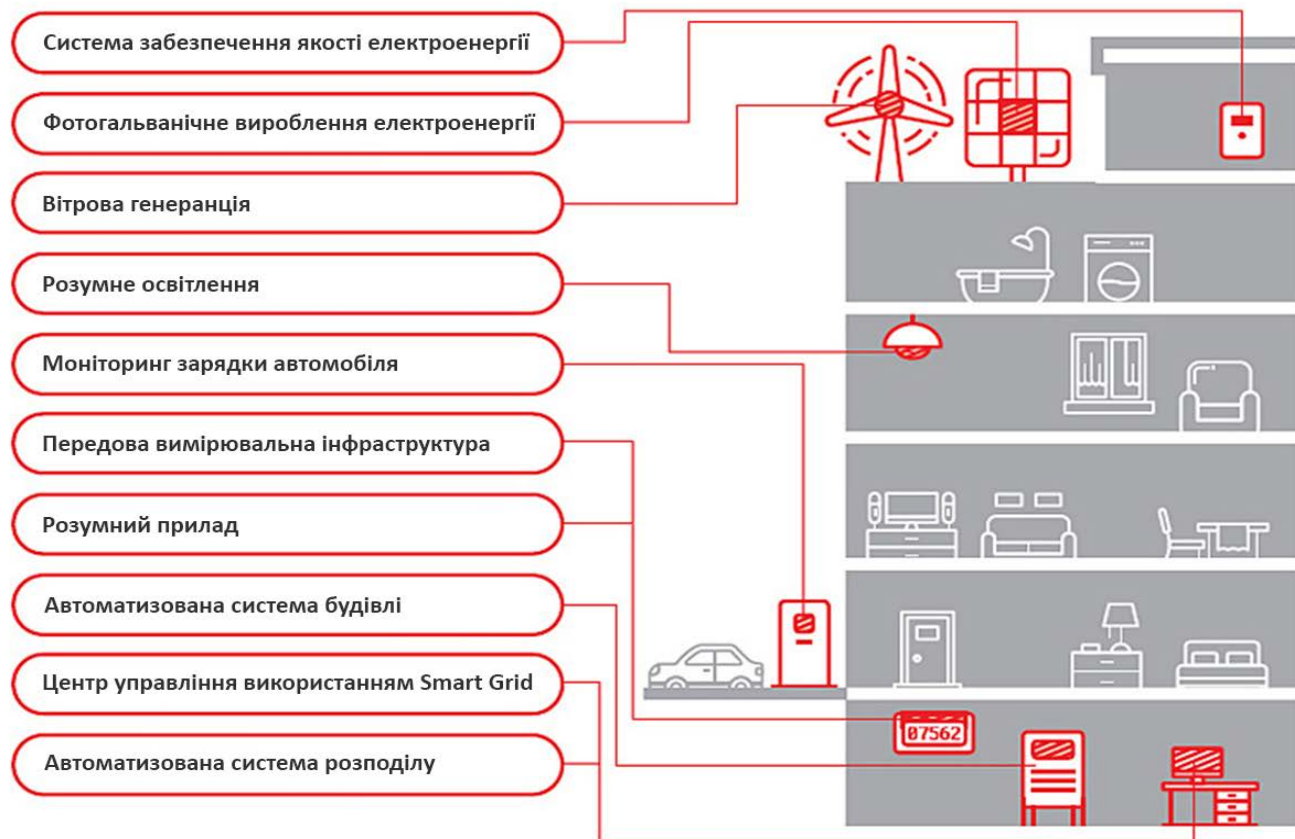 Система забезпечення якості електроенергії
Фотогальванічне вироблення електроенергії
Вітрова генеранція
Розумне освітлення
Моніторинг зарядки автомобіля
Передова вимірювальна інфраструктура
Розумний прилад
Автоматизована система будівлі
Центр управління використанням Smart Grid
Автоматизована система розподілу
07562